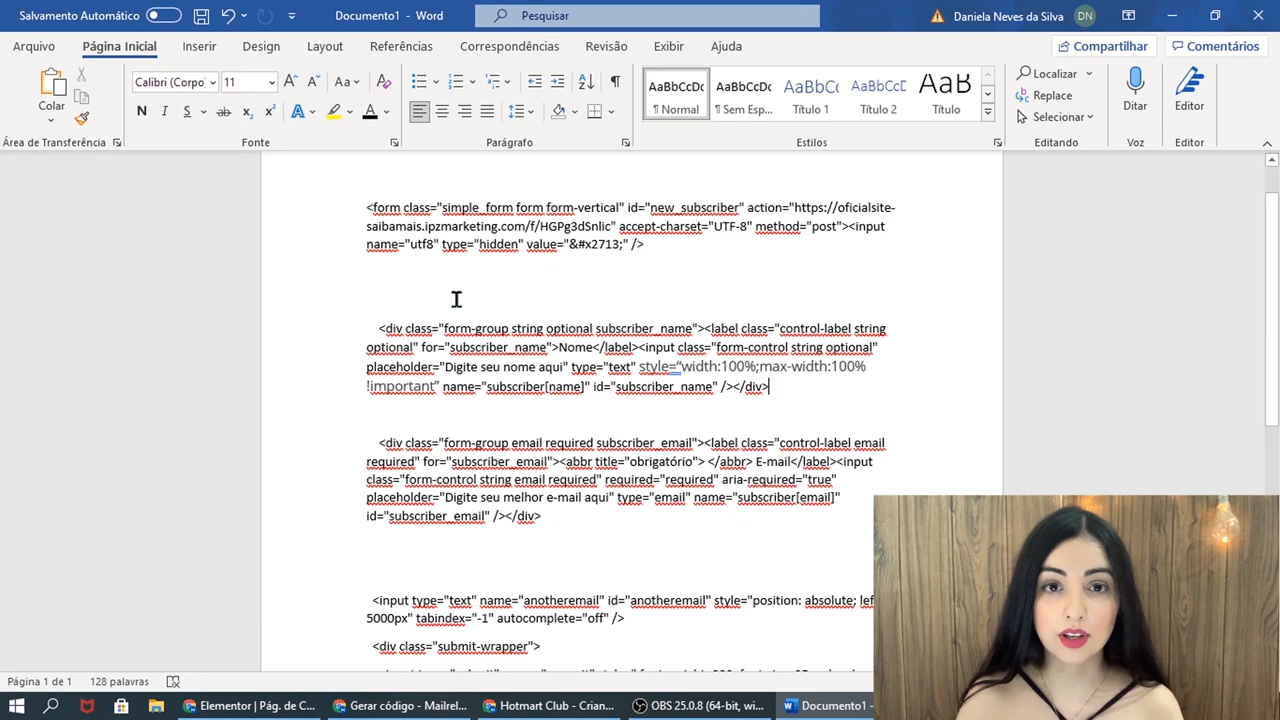 Salvamento Automático
Documento1 - Word
Pesquisar
Daniela Neves da Silva
DN
Arquivo
Página Inicial
Inserir
Design
Layout
Referências
Correspondências
Revisão
Exibir
Ajuda
Compartilhar
Comentários
Colar
Área de Transferência
Calibri (Corpo
11
Aa
N I S ab x₂ x²
Fonte
Parágrafo
AaBbCcDc
¶ Normal
AaBbCcDc
¶ Sem Esp...
AaBbCc
Título 1
AaBbCcD
Título 2
AaB
Título
Estilos
Localizar
Replace
Selecionar
Editando
Ditar
Voz
Editor
Editor
<form class="simple_form form form-vertical" id="new_subscriber" action="https://oficialsite-
saibamais.ipzmarketing.com/f/HGPg3dSnlic" accept-charset="UTF-8" method="post"><input
name="utf8" type="hidden" value="&#x2713;" />
<div class="form-group string optional subscriber_name"><label class="control-label string
optional" for="subscriber_name">Nome</label><input class="form-control string optional"
placeholder="Digite seu nome aqui" type="text" style=“width:100%;max-width:100%
!important” name="subscriber[name]" id="subscriber_name" /></div>
<div class="form-group email required subscriber_email"><label class="control-label email
required" for="subscriber_email"><abbr title="obrigatório"> </abbr> E-mail</label><input
class="form-control string email required" required="required" aria-required="true"
placeholder="Digite seu melhor e-mail aqui" type="email" name="subscriber[email]"
id="subscriber_email" /></div>
<input type="text" name="anotheremail" id="anotheremail" style="position: absolute;
5000px" tabindex="-1" autocomplete="off" />
<div class="submit-wrapper">
Página 1 de 1
128 palavras
Elementor | Pág. de C...
Gerar código - Mailrel...
Hotmart Club - Crian...
OBS 25.0.8 (64-bit, w...
Documento1 -